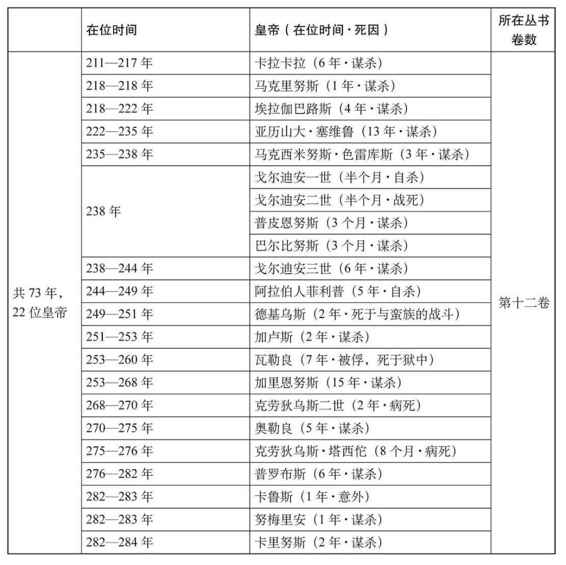 在位时间 皇帝（在位时间·死因） 所在丛书
卷数
211—217 年 卡拉卡拉（6 年·谋杀）
218—218 年 马克里努斯（1 年·谋杀）
218—222 年 埃拉伽巴路斯（4 年·谋杀）
222—235 年 亚历山大·塞维鲁（13 年·谋杀）
235—238 年 马克西米努斯·色雷库斯（3 年·谋杀）
238 年 戈尔迪安一世（半个月·自杀）
戈尔迪安二世（半个月·战死）
普皮恩努斯（3 个月·谋杀）
巴尔比努斯（3 个月·谋杀）
238—244 年 戈尔迪安三世（6 年·谋杀）
共 73 年，
22 位皇帝
244—249 年 阿拉伯人菲利普（5 年·自杀）
第十二卷
249—251 年 德基乌斯（2 年·死于与蛮族的战斗）
251—253 年 加卢斯（2 年·谋杀）
253—260 年 瓦勒良（7 年·被俘，死于狱中）
253—268 年 加里恩努斯（15 年·谋杀）
268—270 年 克劳狄乌斯二世（2 年·病死）
270—275 年 奥勒良（5 年·谋杀）
275—276 年 克劳狄乌斯·塔西佗（8 个月·病死）
276—282 年 普罗布斯（6 年·谋杀）
282—283 年 卡鲁斯（1 年·意外）
282—283 年 努梅里安（1 年·谋杀）
282—284 年 卡里努斯（2 年·谋杀）